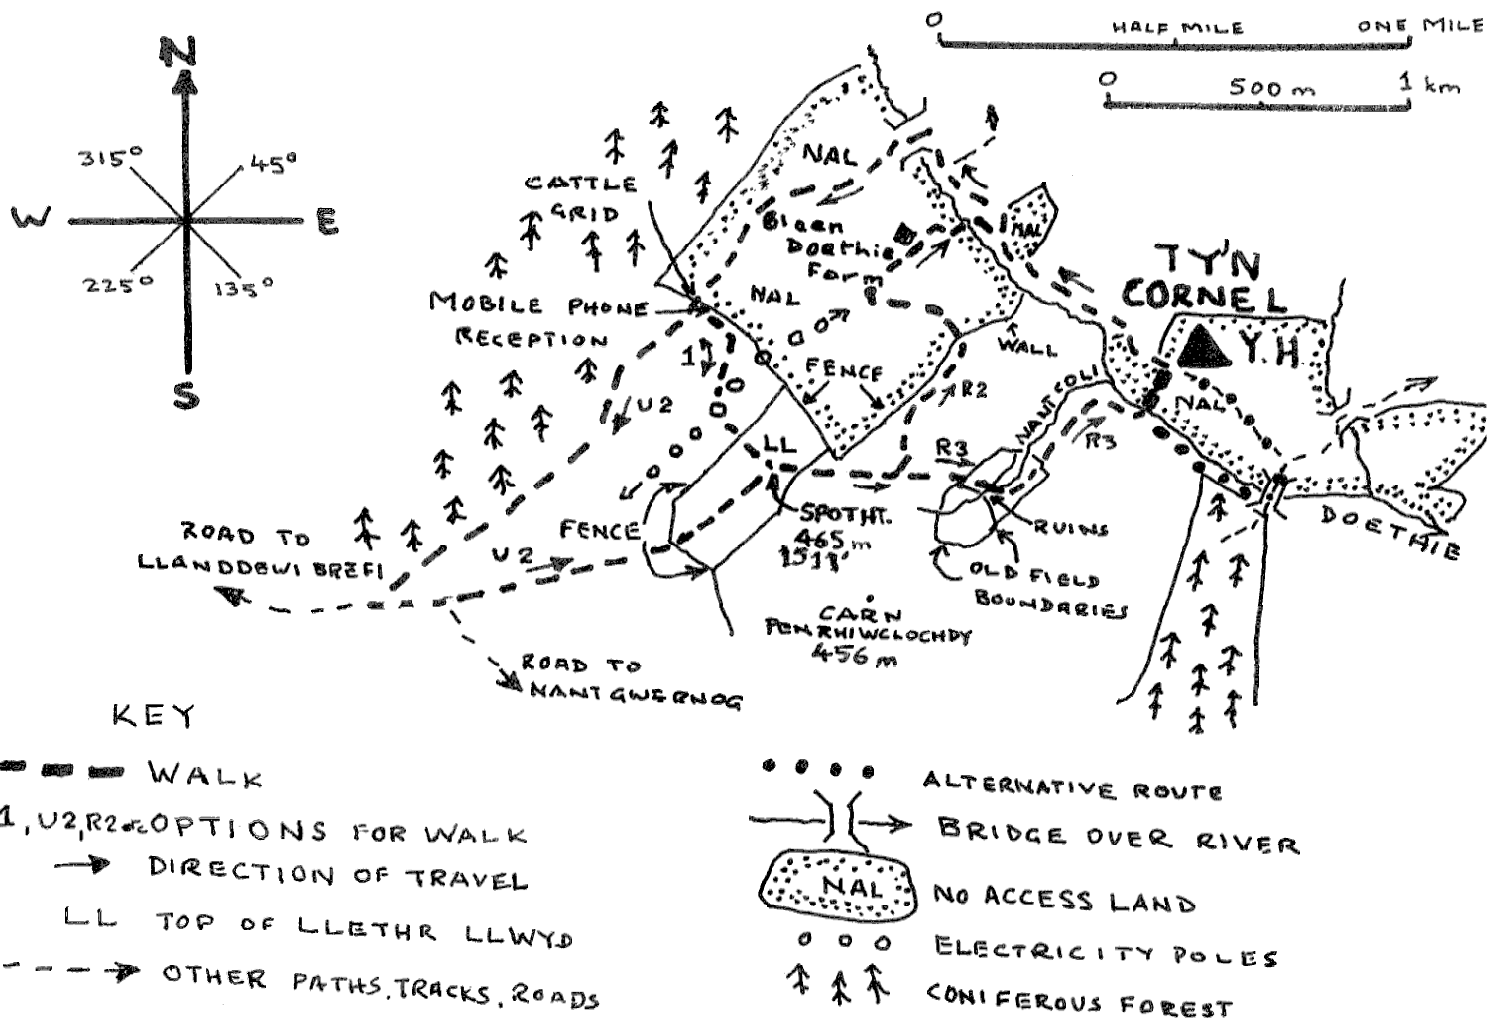 N
315°
45°
W
E
225°
135°
S
0
HALF MILE
ONE MILE
0
500 m
1 km
NAL
CATTLE
GRID
Blaen
Doethie
Farm
NAL
TY'N
CORNEL
Y.H
MOBILE PHONE
RECEPTION
NAL
WALL
1
FENCE
NANT COLI
NAL
U2
R2
LL
R3
R3
SPOT HT.
465 m
FENCE
RUINS
DOETHIE
ROAD TO
LLANDDEWI BREFI
U2
OLD FIELD
BOUNDARIES
CARN
PENRHIWCLOCHDY
456 m
ROAD TO
NANTGWERNOG
KEY
WALK
1, U2, R2 etc OPTIONS FOR WALK
DIRECTION OF TRAVEL
LL TOP OF LLETHR LLWYD
OTHER PATHS, TRACKS, ROADS
ALTERNATIVE ROUTE
BRIDGE OVER RIVER
NAL NO ACCESS LAND
ELECTRICITY POLES
CONIFEROUS FOREST